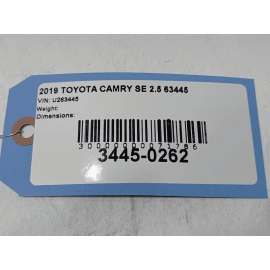 2019 TOYOTA CAMRY SE 2.5 63445
VIN: U263445
Weight:
Dimensions:
3000000071786
3445-0262